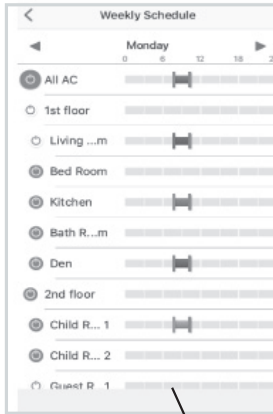 Weekly Schedule
Monday
0 6 12 18 2
All AC
1st floor
Living ...m
Bed Room
Kitchen
Bath R...m
Den
2nd floor
Child R... 1
Child R... 2
Guest R...1